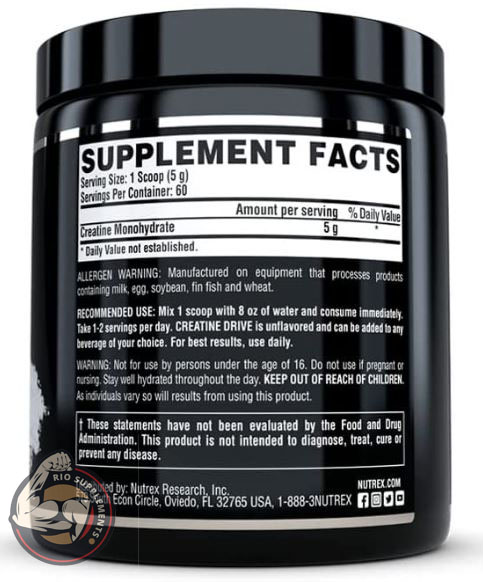 SUPPLEMENT FACTS
Serving Size: 1 Scoop (5 g)
Servings Per Container: 60
Amount per serving % Daily Value
Creatine Monohydrate 5 g *
* Daily Value not established.
ALLERGEN WARNING: Manufactured on equipment that processes products
containing milk, egg, soybean, fin fish and wheat.
RECOMMENDED USE: Mix 1 scoop with 8 oz of water and consume immediately.
Take 1-2 servings per day. CREATINE DRIVE is unflavored and can be added to any
beverage of your choice. For best results, use daily.
WARNING: Not for use by persons under the age of 16. Do not use if pregnant or
nursing. Stay well hydrated throughout the day. KEEP OUT OF REACH OF CHILDREN.
As individuals vary so will results from using this product.
† These statements have not been evaluated by the Food and Drug
Administration. This product is not intended to diagnose, treat, cure or
prevent any disease.
by: Nutrex Research, Inc.
Econ Circle, Oviedo, FL 32765 USA, 1-888-3NUTREX
NUTREX.COM
RIO SUPPLEMENTS